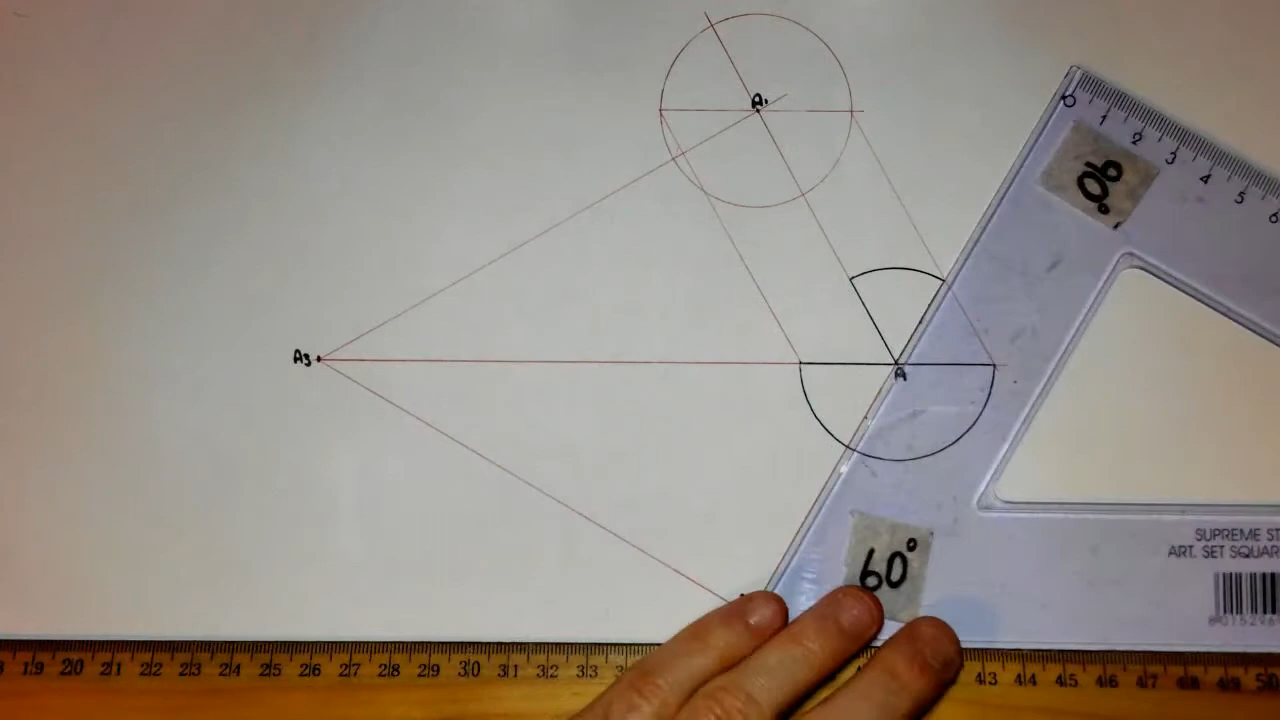 A1
0 1 2 3 4 5 6
90°
A3
A
60°
SUPREME ST
ART. SET SQUAR
19 20 21 22 23 24 25 26 27 28 29 30 31 32 33 43 44 45 46 47 48 49 50